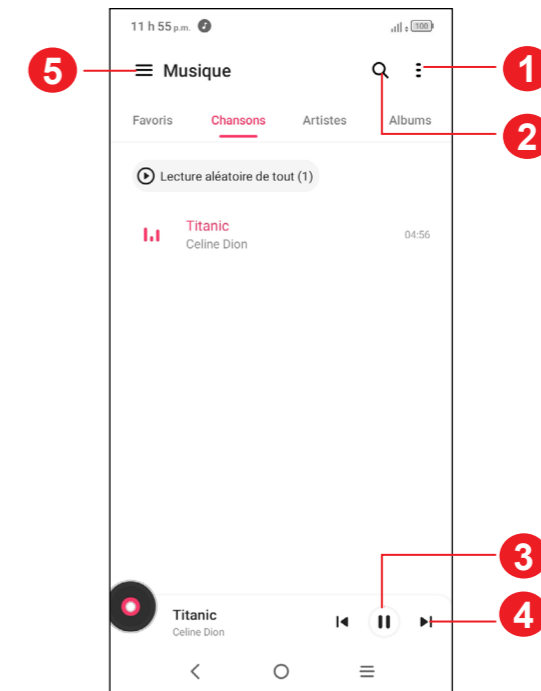 11 h 55 p.m. 100
5 Musique 1
2
Favoris Chansons Artistes Albums
Lecture aléatoire de tout (1)
Titanic
Celine Dion 04:56
3
Titanic
Celine Dion 4